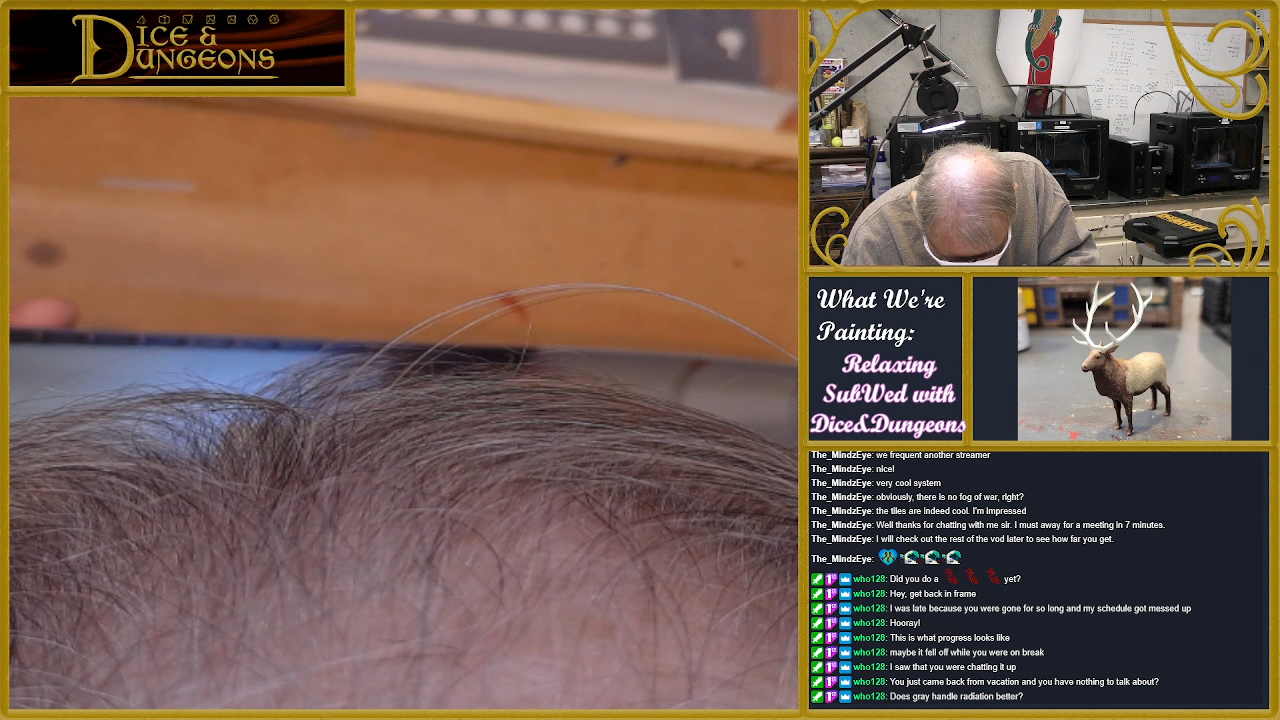 Dice &
Dungeons
What We're
Painting:
Relaxing
SubWed with
Dice&Dungeons
The_MindzEye: we frequent another streamer
The_MindzEye: nice!
The_MindzEye: very cool system
The_MindzEye: obviously, there is no fog of war, right?
The_MindzEye: the tiles are indeed cool. I'm impressed
The_MindzEye: Well thanks for chatting with me sir. I must away for a meeting in 7 minutes.
The_MindzEye: I will check out the rest of the vod later to see how far you get.
The_MindzEye:
who128: Did you do a yet?
who128: Hey, get back in frame
who128: I was late because you were gone for so long and my schedule got messed up
who128: Hooray!
who128: This is what progress looks like
who128: maybe it fell off while you were on break
who128: I saw that you were chatting it up
who128: You just came back from vacation and you have nothing to talk about?
who128: Does gray handle radiation better?